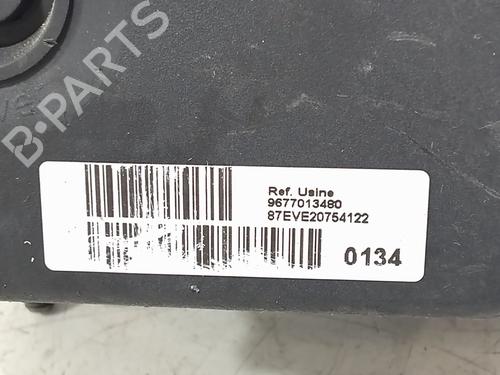 B-PARTS
Ref. Usine
9677013480
87EVE20754122
0134